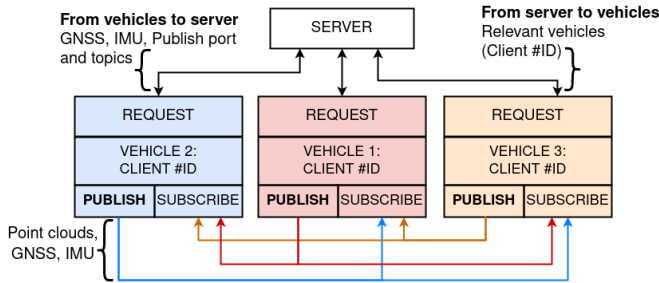 From vehicles to server
GNSS, IMU, Publish port
and topics
SERVER
From server to vehicles
Relevant vehicles
(Client #ID)
REQUEST
VEHICLE 2:
CLIENT #ID
PUBLISH
SUBSCRIBE
REQUEST
VEHICLE 1:
CLIENT #ID
PUBLISH
SUBSCRIBE
REQUEST
VEHICLE 3:
CLIENT #ID
PUBLISH
SUBSCRIBE
Point clouds,
GNSS, IMU